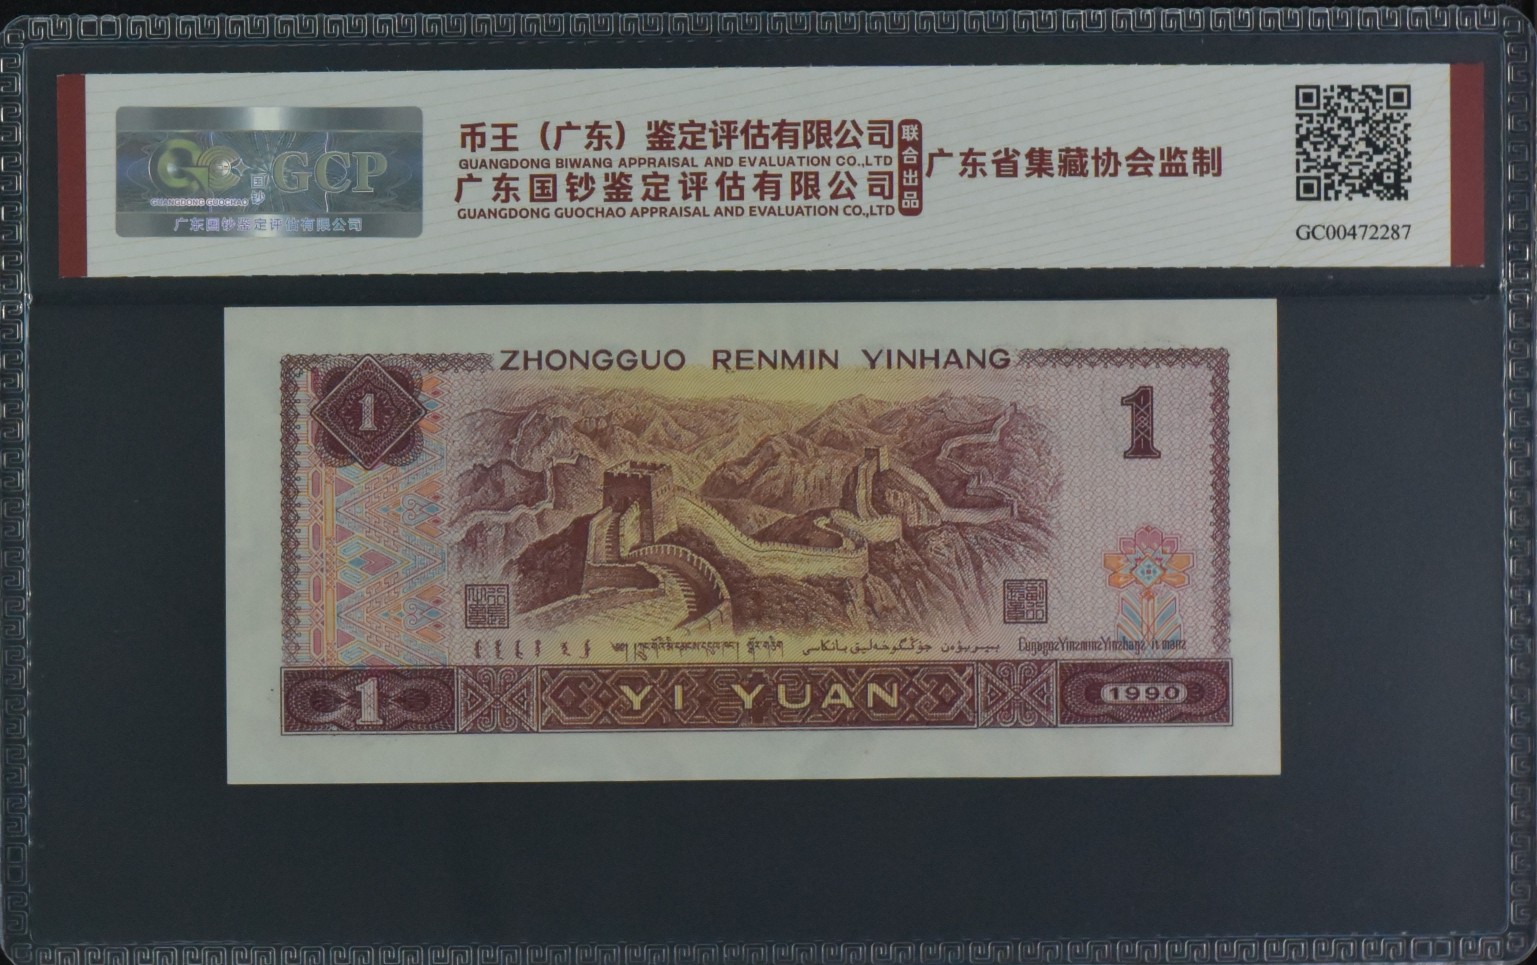 GCP
国钞
GUANGDONG GUOCHAO
广东国钞鉴定评估有限公司
币王（广东）鉴定评估有限公司
GUANGDONG BIWANG APPRAISAL AND EVALUATION CO.,LTD
广东国钞鉴定评估有限公司
GUANGDONG GUOCHAO APPRAISAL AND EVALUATION CO.,LTD
联合出品
广东省集藏协会监制
GC00472287
ZHONGGUO RENMIN YINHANG
1
1
1
YI YUAN
1990